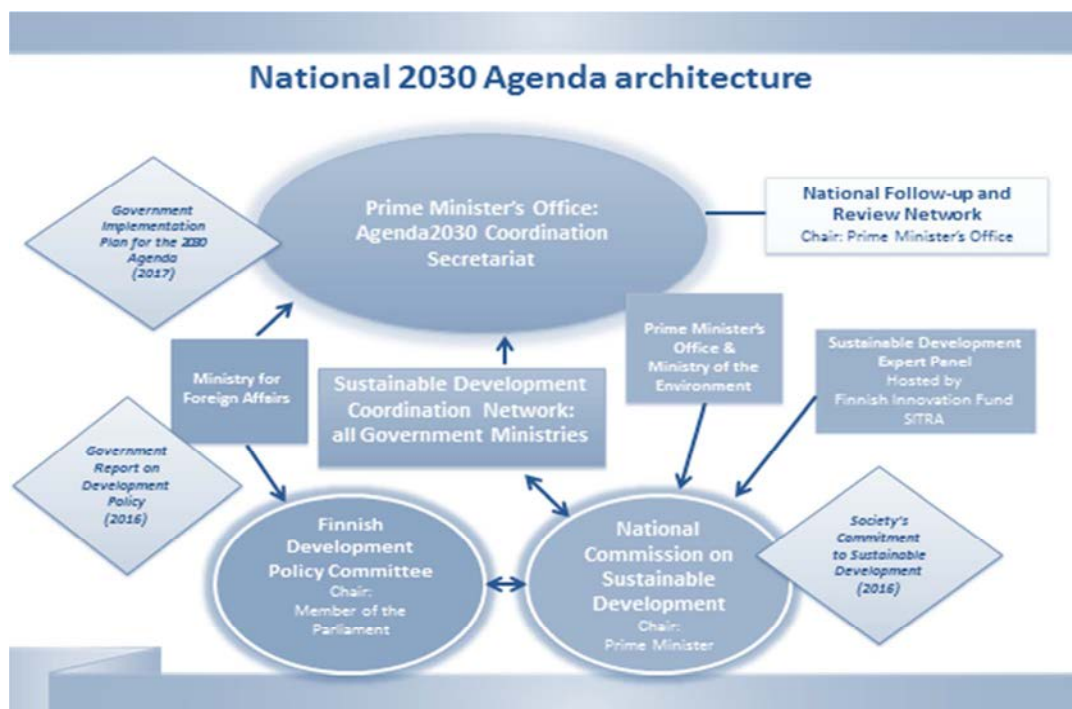 National 2030 Agenda architecture
Government
Implementation
Plan for the 2030
Agenda
(2017)
Prime Minister's Office:
Agenda2030 Coordination
Secretariat
National Follow-up and
Review Network
Chair: Prime Minister's Office
Ministry for
Foreign Affairs
Sustainable Development
Coordination Network:
all Government Ministries
Prime Minister's
Office &
Ministry of the
Environment
Sustainable Development
Expert Panel
Hosted by
Finnish Innovation Fund
SITRA
Government
Report on
Development
Policy
(2016)
Finnish
Development
Policy Committee
Chair:
Member of the
Parliament
National
Commission on
Sustainable
Development
Chair:
Prime Minister
Society's
Commitment
to Sustainable
Development
(2016)